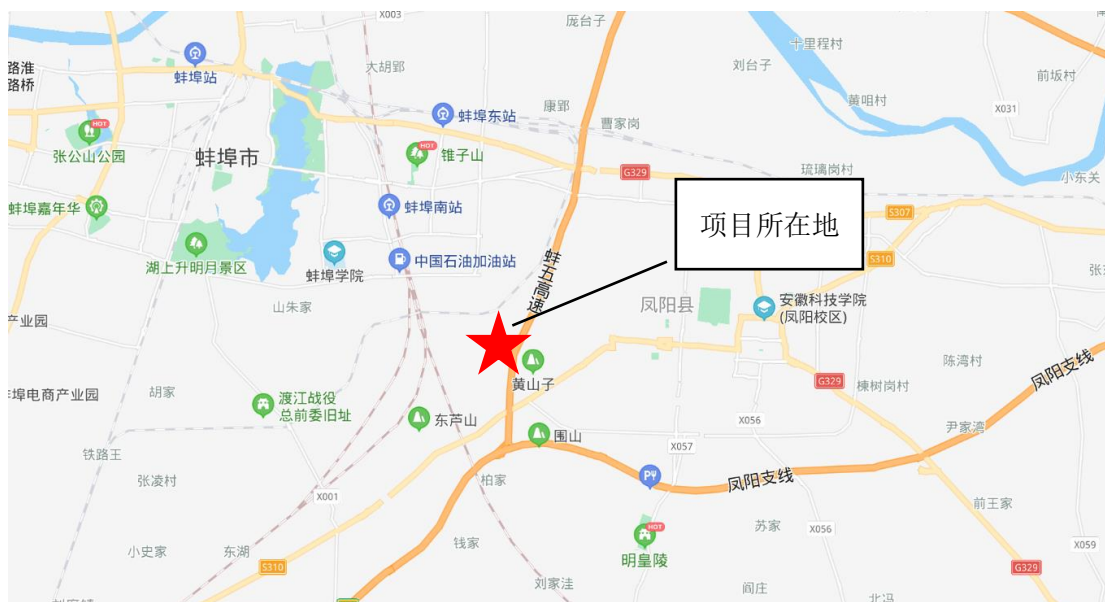 X003
庞台子
十里程村
路淮
路桥
蚌埠站
大胡郢
刘台子
前坂村
黄咀村
康郢
X031
HOT
张公山公园
蚌埠东站
曹家岗
蚌埠市
HOT
锥子山
G329
琉璃岗村
小东关
蚌埠嘉年华
蚌埠南站
项目所在地
S307
湖上升明月景区
蚌埠学院
中国石油加油站
蚌五高速
S310
山朱家
凤阳县
安徽科技学院
(凤阳校区)
产业园
黄山子
陈湾村
凤阳支线
胡家
埠电商产业园
渡江战役
总前委旧址
东芦山
G329
楝树岗村
X056
尹家湾
围山
X057
铁路王
张凌村
柏家
凤阳支线
X001
前王家
苏家
X056
HOT
明皇陵
X059
小史家
东湖
钱家
S310
刘家洼
阎庄
G329
北冯